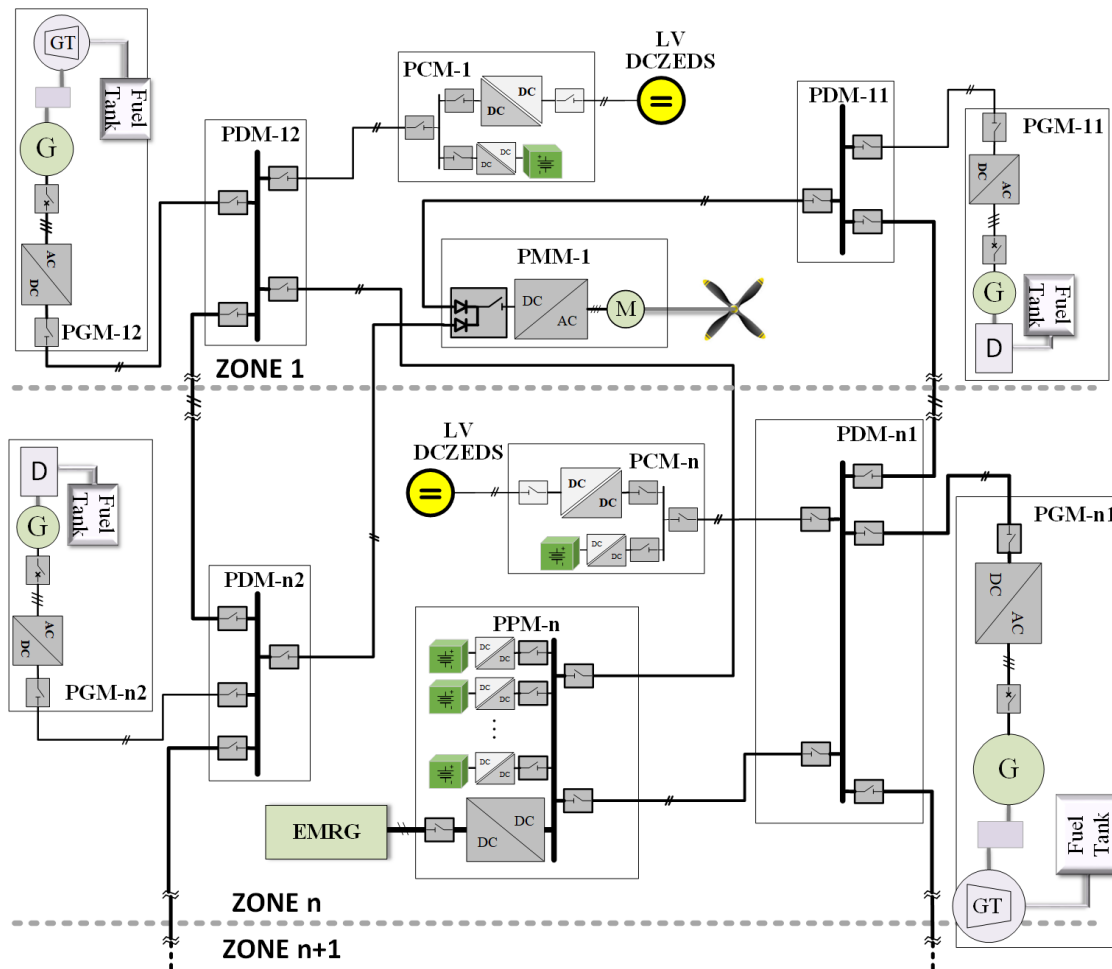 GT
Fuel
Tank
G
AC
DC
PGM-12
PDM-12
PCM-1
DC
DC
DC
DC
LV
DCZEDS
=
PDM-11
PGM-11
DC
AC
G
Fuel
Tank
D
PMM-1
DC
AC
M
ZONE 1
D
Fuel
Tank
G
AC
DC
PGM-n2
PDM-n2
LV
DCZEDS
=
PCM-n
DC
DC
DC
DC
PDM-n1
PGM-n1
DC
AC
G
Fuel
Tank
GT
PPM-n
DC
DC
DC
DC
...
DC
DC
EMRG
DC
DC
ZONE n
ZONE n+1